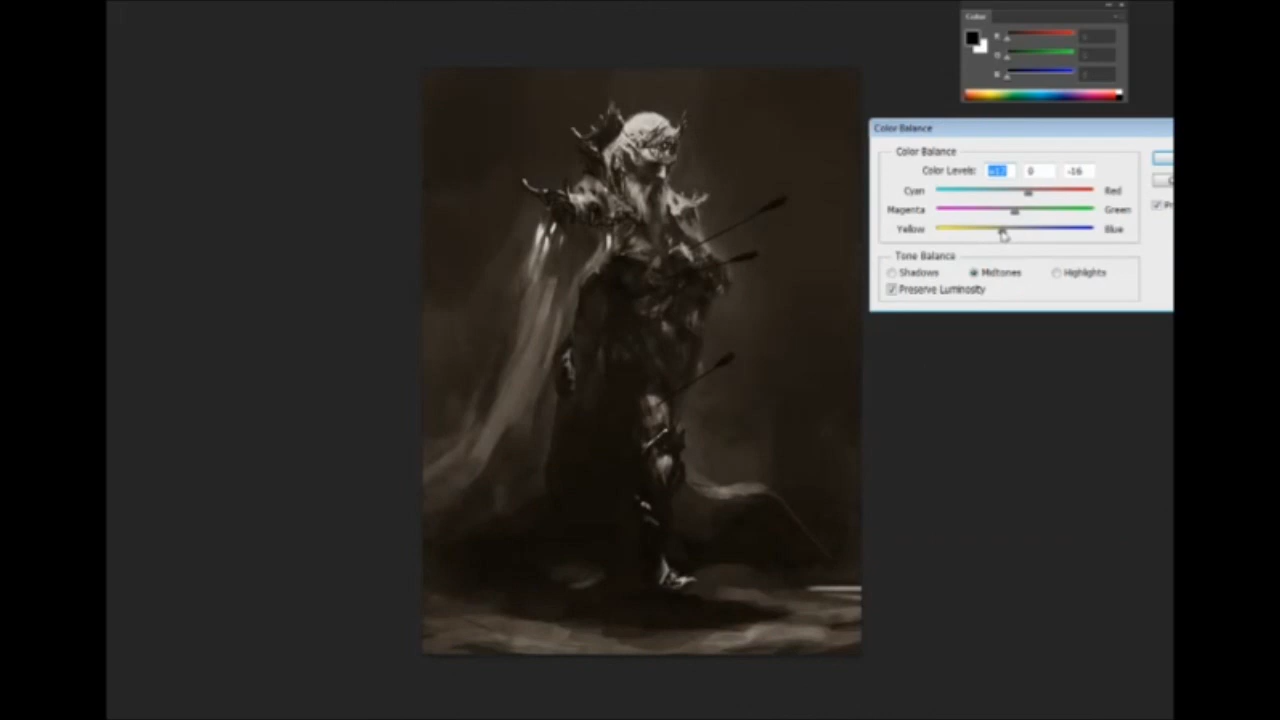 Color
Color Balance
Color Balance
Color Levels: 0 -16
Cyan Red
Magenta Green
Yellow Blue
Tone Balance
Shadows Midtones Highlights
Preserve Luminosity